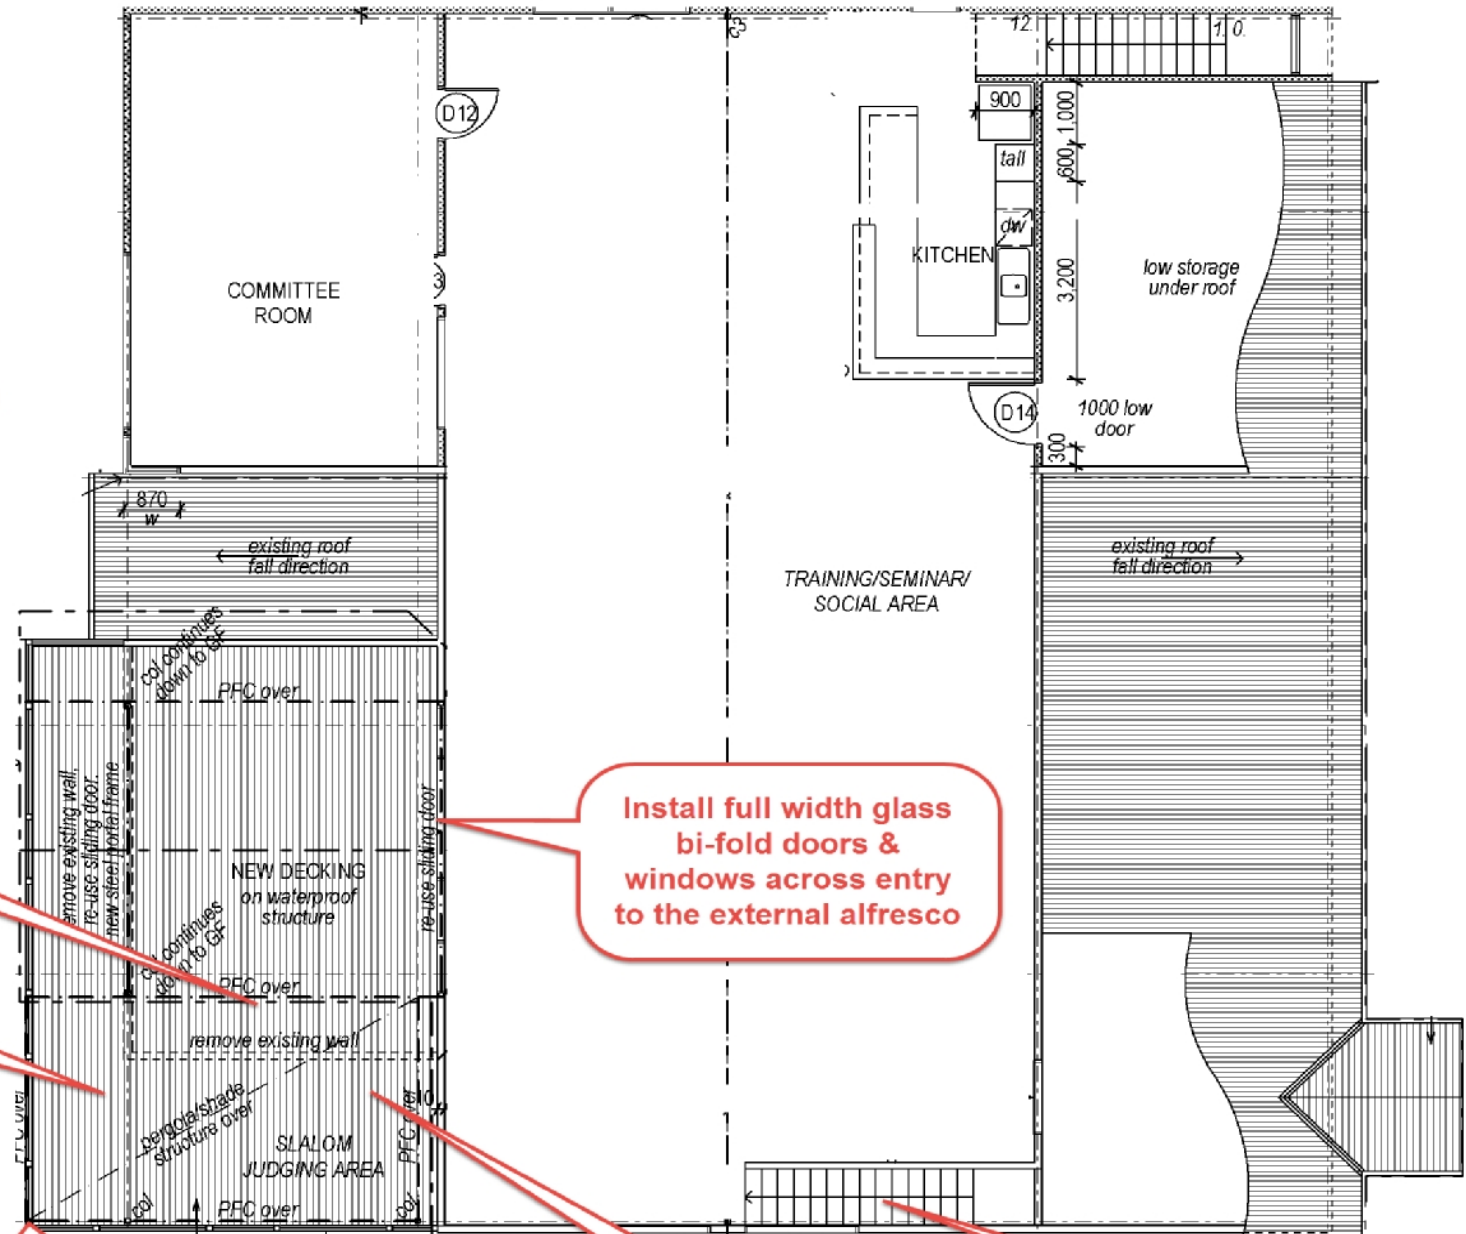 12.
1. 0.
D12
900
1,000
tall
600
dw
KITCHEN
3,200
low storage
under roof
COMMITTEE
ROOM
3
D14
1000 low
door
300
870
w
existing roof
fall direction
existing roof
fall direction
TRAINING/SEMINAR/
SOCIAL AREA
col continues
down to GF
PFC over
emove existing wall,
re-use sliding door.
new steel portal frame
re-use sliding door
Install full width glass
bi-fold doors &
windows across entry
to the external alfresco
NEW DECKING
on waterproof
structure
col continues
down to GF
PFC over
remove existing wall
pergola/shade
structure over
PFC over
PFC over
SLALOM
JUDGING AREA
col
PFC over
col